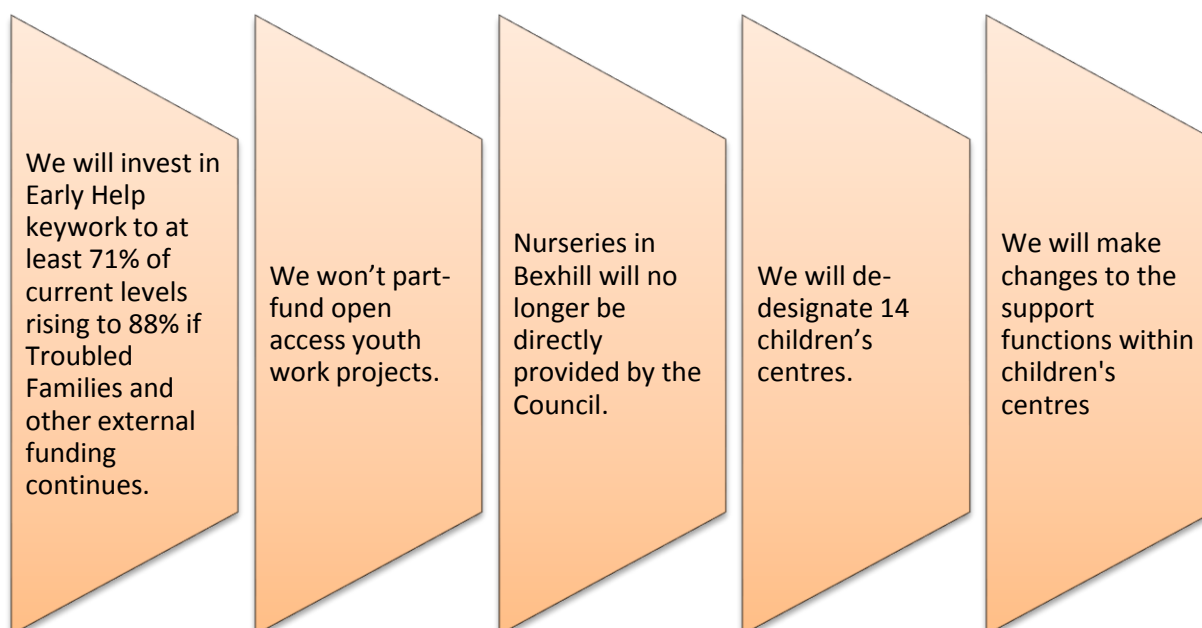 We will invest in
Early Help
keywork to at
least 71% of
current levels
rising to 88% if
Troubled
Families and
other external
funding
continues.
We won’t part-
fund open
access youth
work projects.
Nurseries in
Bexhill will no
longer be
directly
provided by the
Council.
We will de-
designate 14
children’s
centres.
We will make
changes to the
support
functions within
children's
centres